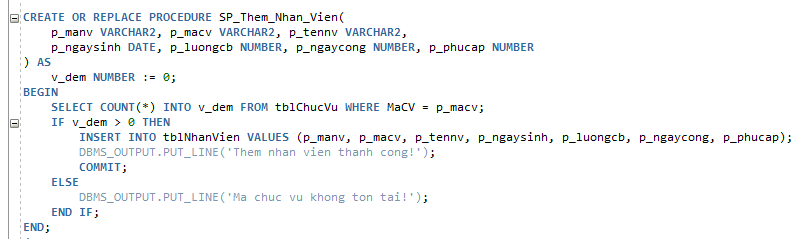 CREATE OR REPLACE PROCEDURE SP_Them_Nhan_Vien(
    p_manv VARCHAR2, p_macv VARCHAR2, p_tennv VARCHAR2,
    p_ngaysinh DATE, p_luongcb NUMBER, p_ngaycong NUMBER, p_phucap NUMBER
) AS
    v_dem NUMBER := 0;
BEGIN
    SELECT COUNT(*) INTO v_dem FROM tblChucVu WHERE MaCV = p_macv;
    IF v_dem > 0 THEN
        INSERT INTO tblNhanVien VALUES (p_manv, p_macv, p_tennv, p_ngaysinh, p_luongcb, p_ngaycong, p_phucap);
        DBMS_OUTPUT.PUT_LINE('Them nhan vien thanh cong!');
        COMMIT;
    ELSE
        DBMS_OUTPUT.PUT_LINE('Ma chuc vu khong ton tai!');
    END IF;
END;